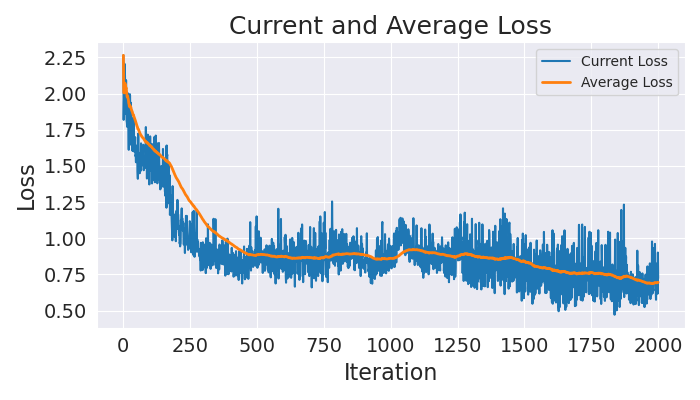 Current and Average Loss
Current Loss
Average Loss
Loss
2.25
2.00
1.75
1.50
1.25
1.00
0.75
0.50
0 250 500 750 1000 1250 1500 1750 2000
Iteration